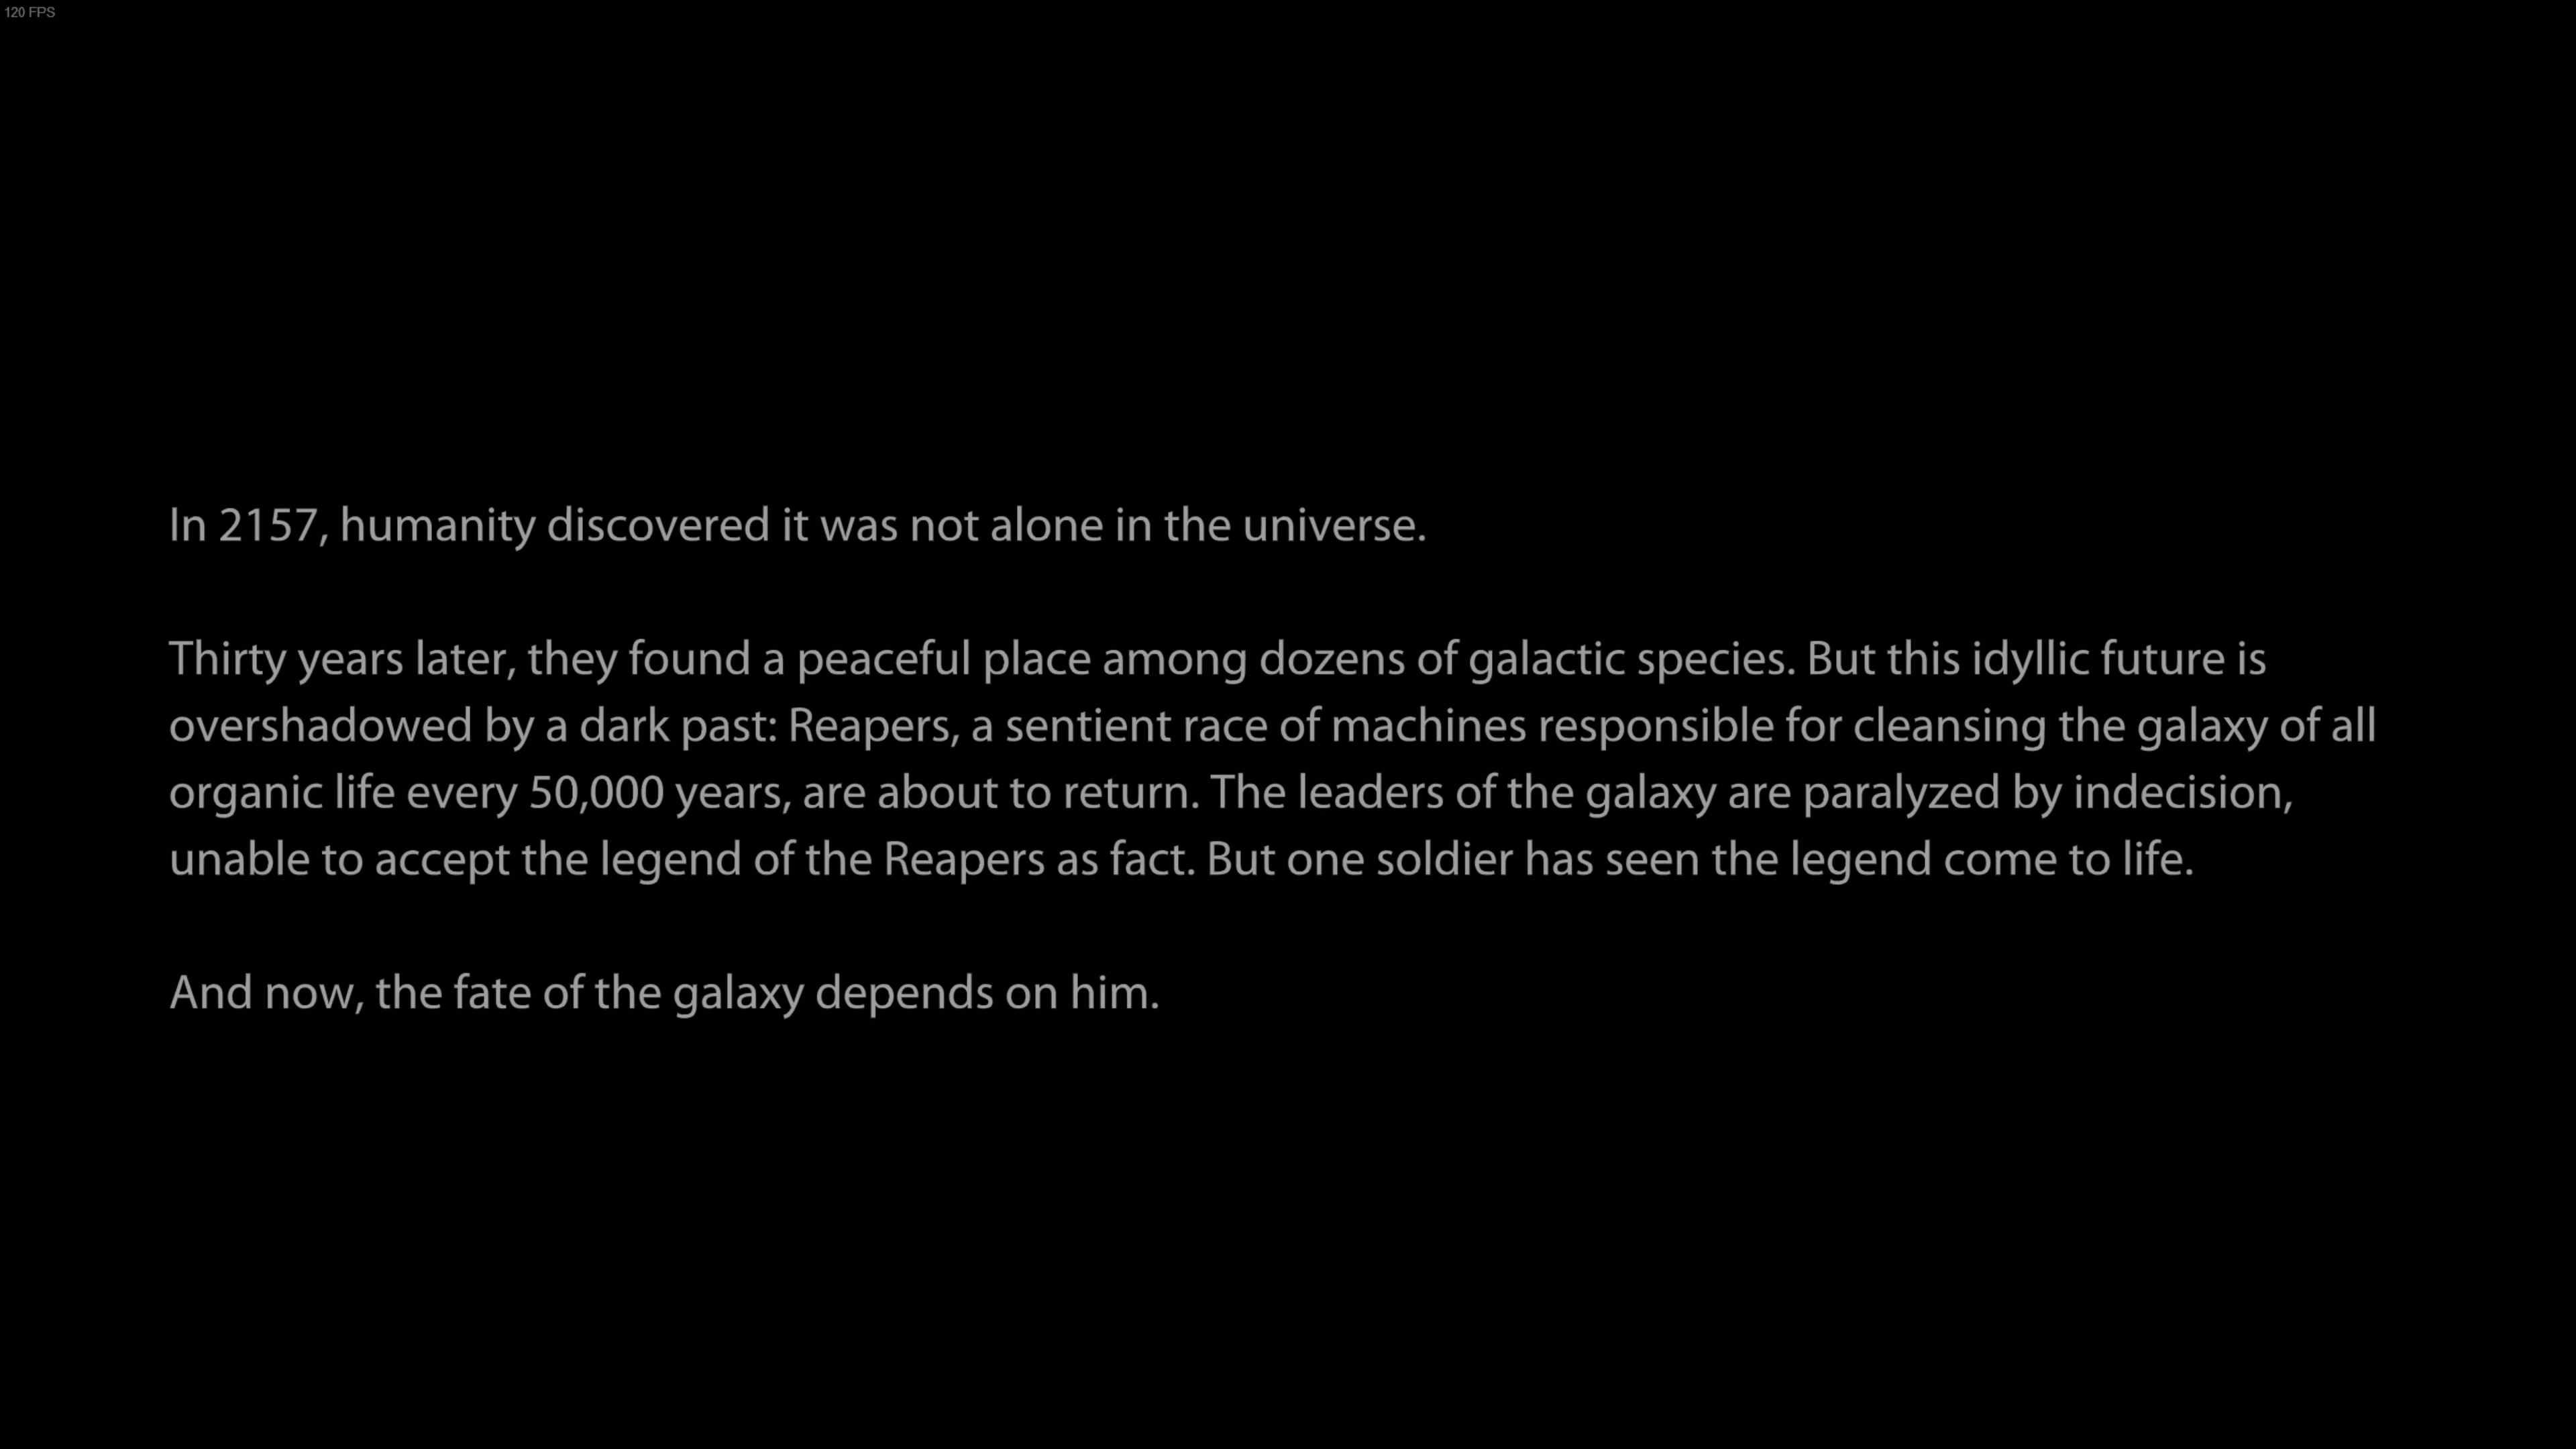 120 FPS
In 2157, humanity discovered it was not alone in the universe.
Thirty years later, they found a peaceful place among dozens of galactic species. But this idyllic future is
overshadowed by a dark past: Reapers, a sentient race of machines responsible for cleansing the galaxy of all
organic life every 50,000 years, are about to return. The leaders of the galaxy are paralyzed by indecision,
unable to accept the legend of the Reapers as fact. But one soldier has seen the legend come to life.
And now, the fate of the galaxy depends on him.